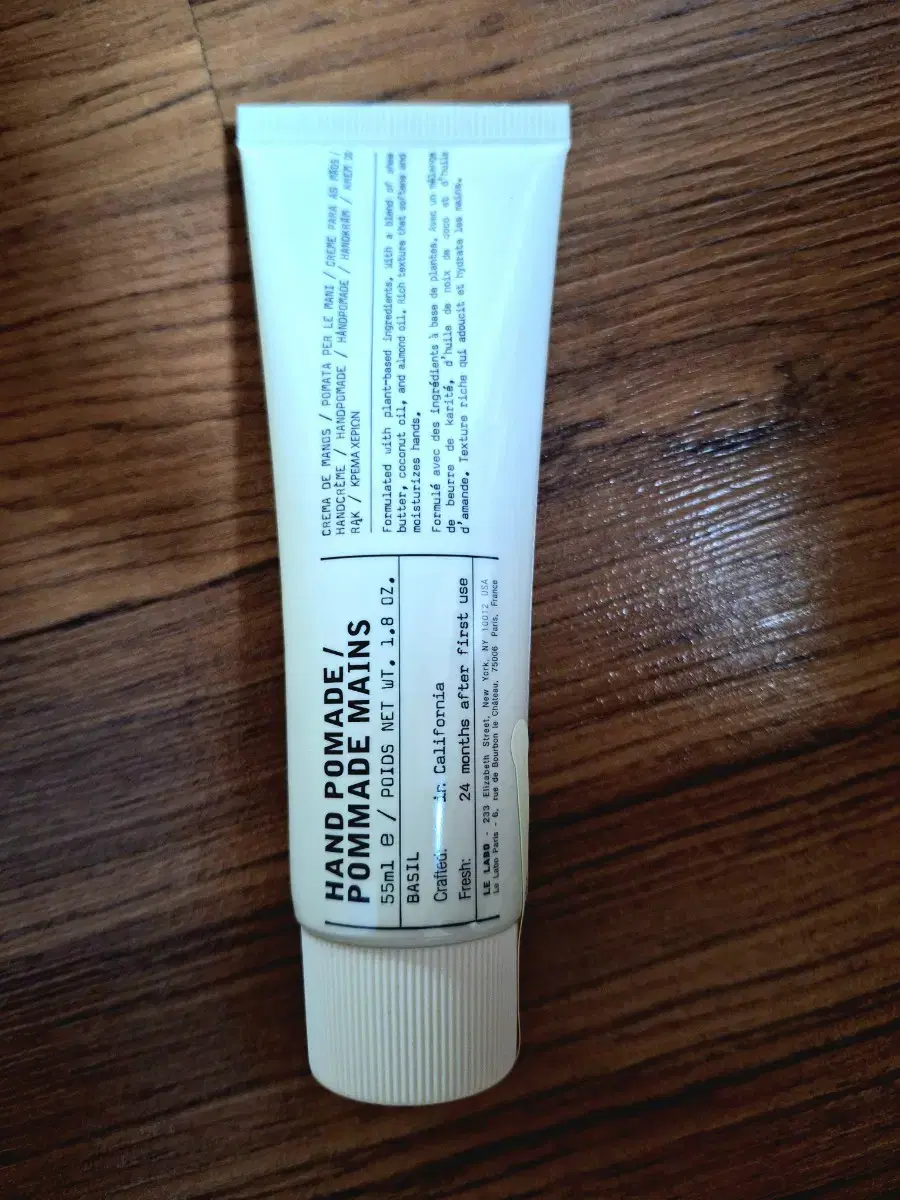 HAND POMADE /
POMMADE MAINS
55ml e / POIDS NET WT. 1.8 OZ.
BASIL
Crafted: in California
Fresh: 24 months after first use
LE LABO - 233 Elizabeth Street, New York, NY 10012 USA
Le Labo Paris - 6, rue de Bourbon le Château, 75006 Paris, France
CREMA DE MANOS / POMATA PER LE MANI / CREME PARA AS MÃOS /
HANDCRÈME / HANDPOMADE / HÅNDPOMADE / HANDKRÄM / KREM DO
RĄK / ΚΡΕΜΑ ΧΕΡΙΩΝ
Formulated with plant-based ingredients, with a blend of shea
butter, coconut oil, and almond oil. Rich texture that softens and
moisturizes hands.
Formulé avec des ingrédients à base de plantes. Avec un mélange
de beurre de karité, d'huile de noix de coco et d'huile
d'amande. Texture riche qui adoucit et hydrate les mains.